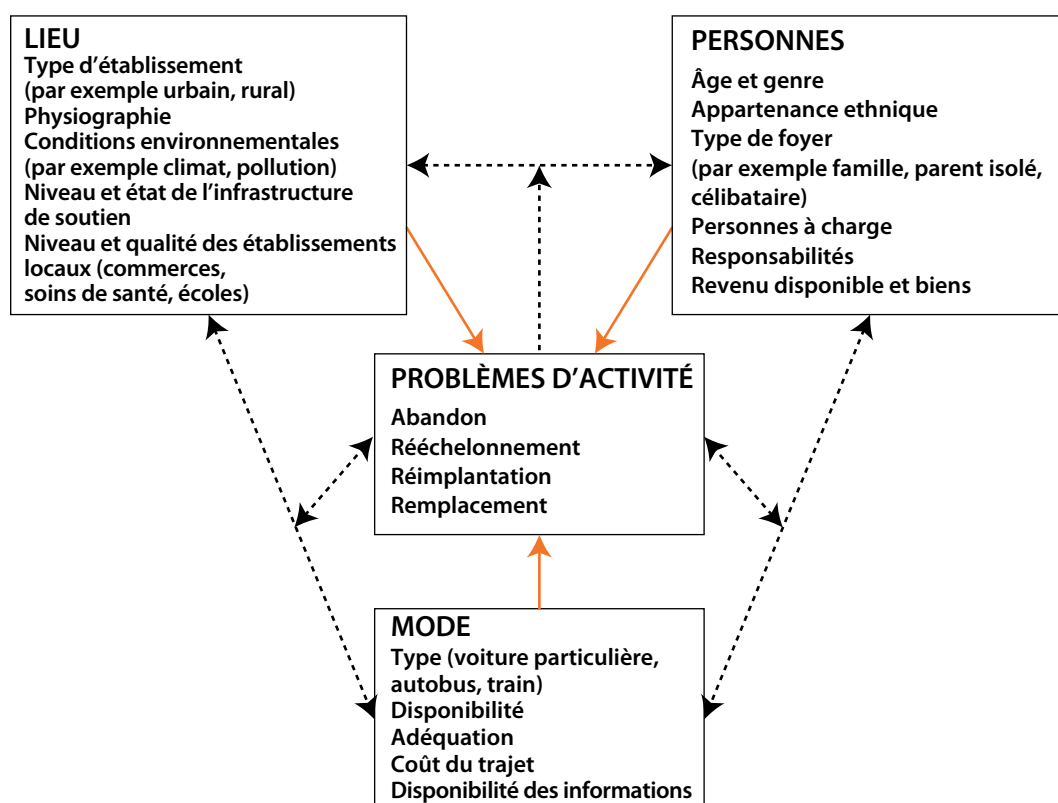 LIEU
Type d’établissement
(par exemple urbain, rural)
Physiographie
Conditions environnementales
(par exemple climat, pollution)
Niveau et état de l’infrastructure
de soutien
Niveau et qualité des établissements
locaux (commerces,
soins de santé, écoles)
PERSONNES
Âge et genre
Appartenance ethnique
Type de foyer
(par exemple famille, parent isolé,
célibataire)
Personnes à charge
Responsabilités
Revenu disponible et biens
PROBLÈMES D’ACTIVITÉ
Abandon
Rééchelonnement
Réimplantation
Remplacement
MODE
Type (voiture particulière,
autobus, train)
Disponibilité
Adéquation
Coût du trajet
Disponibilité des informations